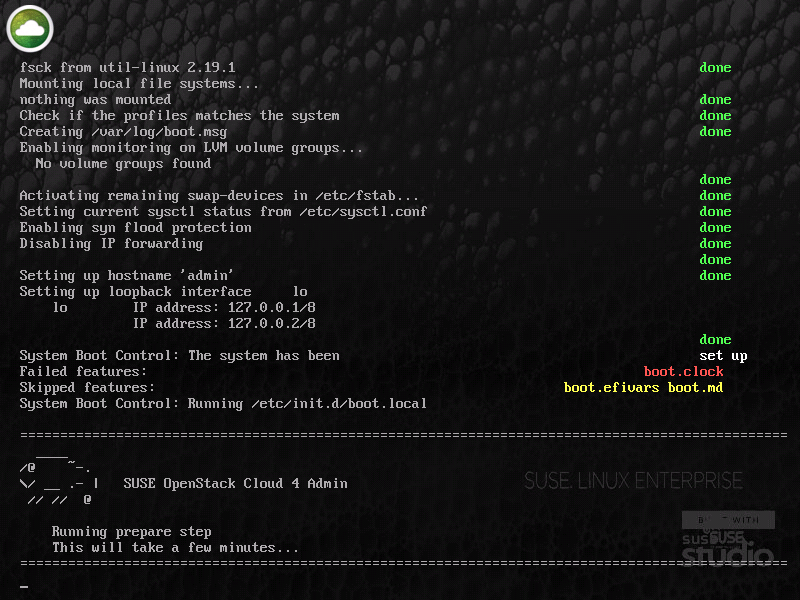 fsck from util-linux 2.19.1 done
Mounting local file systems...
nothing was mounted done
Check if the profiles matches the system done
Creating /var/log/boot.msg done
Enabling monitoring on LVM volume groups...
No volume groups found
done
Activating remaining swap-devices in /etc/fstab... done
Setting current sysctl status from /etc/sysctl.conf done
Enabling syn flood protection done
Disabling IP forwarding done
done
Setting up hostname 'admin' done
Setting up loopback interface lo
lo IP address: 127.0.0.1/8
IP address: 127.0.0.2/8
done
System Boot Control: The system has been set up
Failed features: boot.clock
Skipped features: boot.efivars boot.md
System Boot Control: Running /etc/init.d/boot.local
================================================================================================
  ____
/@    ~-.
\/ __ .- |   SUSE OpenStack Cloud 4 Admin
 // //  @
SUSE. LINUX ENTERPRISE
BUILT WITH
Running prepare step
SUSE
This will take a few minutes...
susE
studio
================================================================================================
_